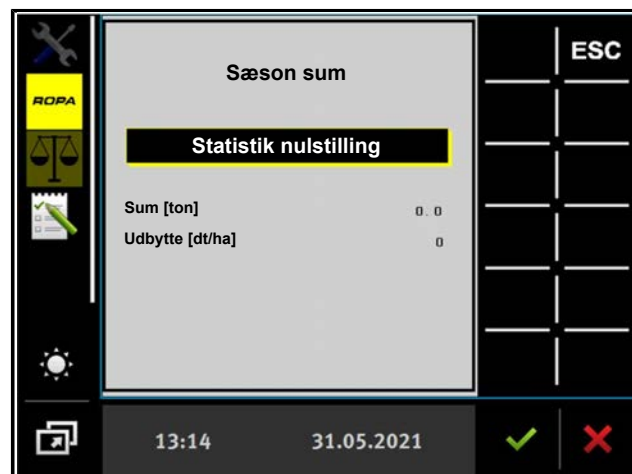 ESC
Sæson sum
ROPA
Statistik nulstilling
Sum [ton] 0.0
Udbytte [dt/ha] 0
13:14 31.05.2021